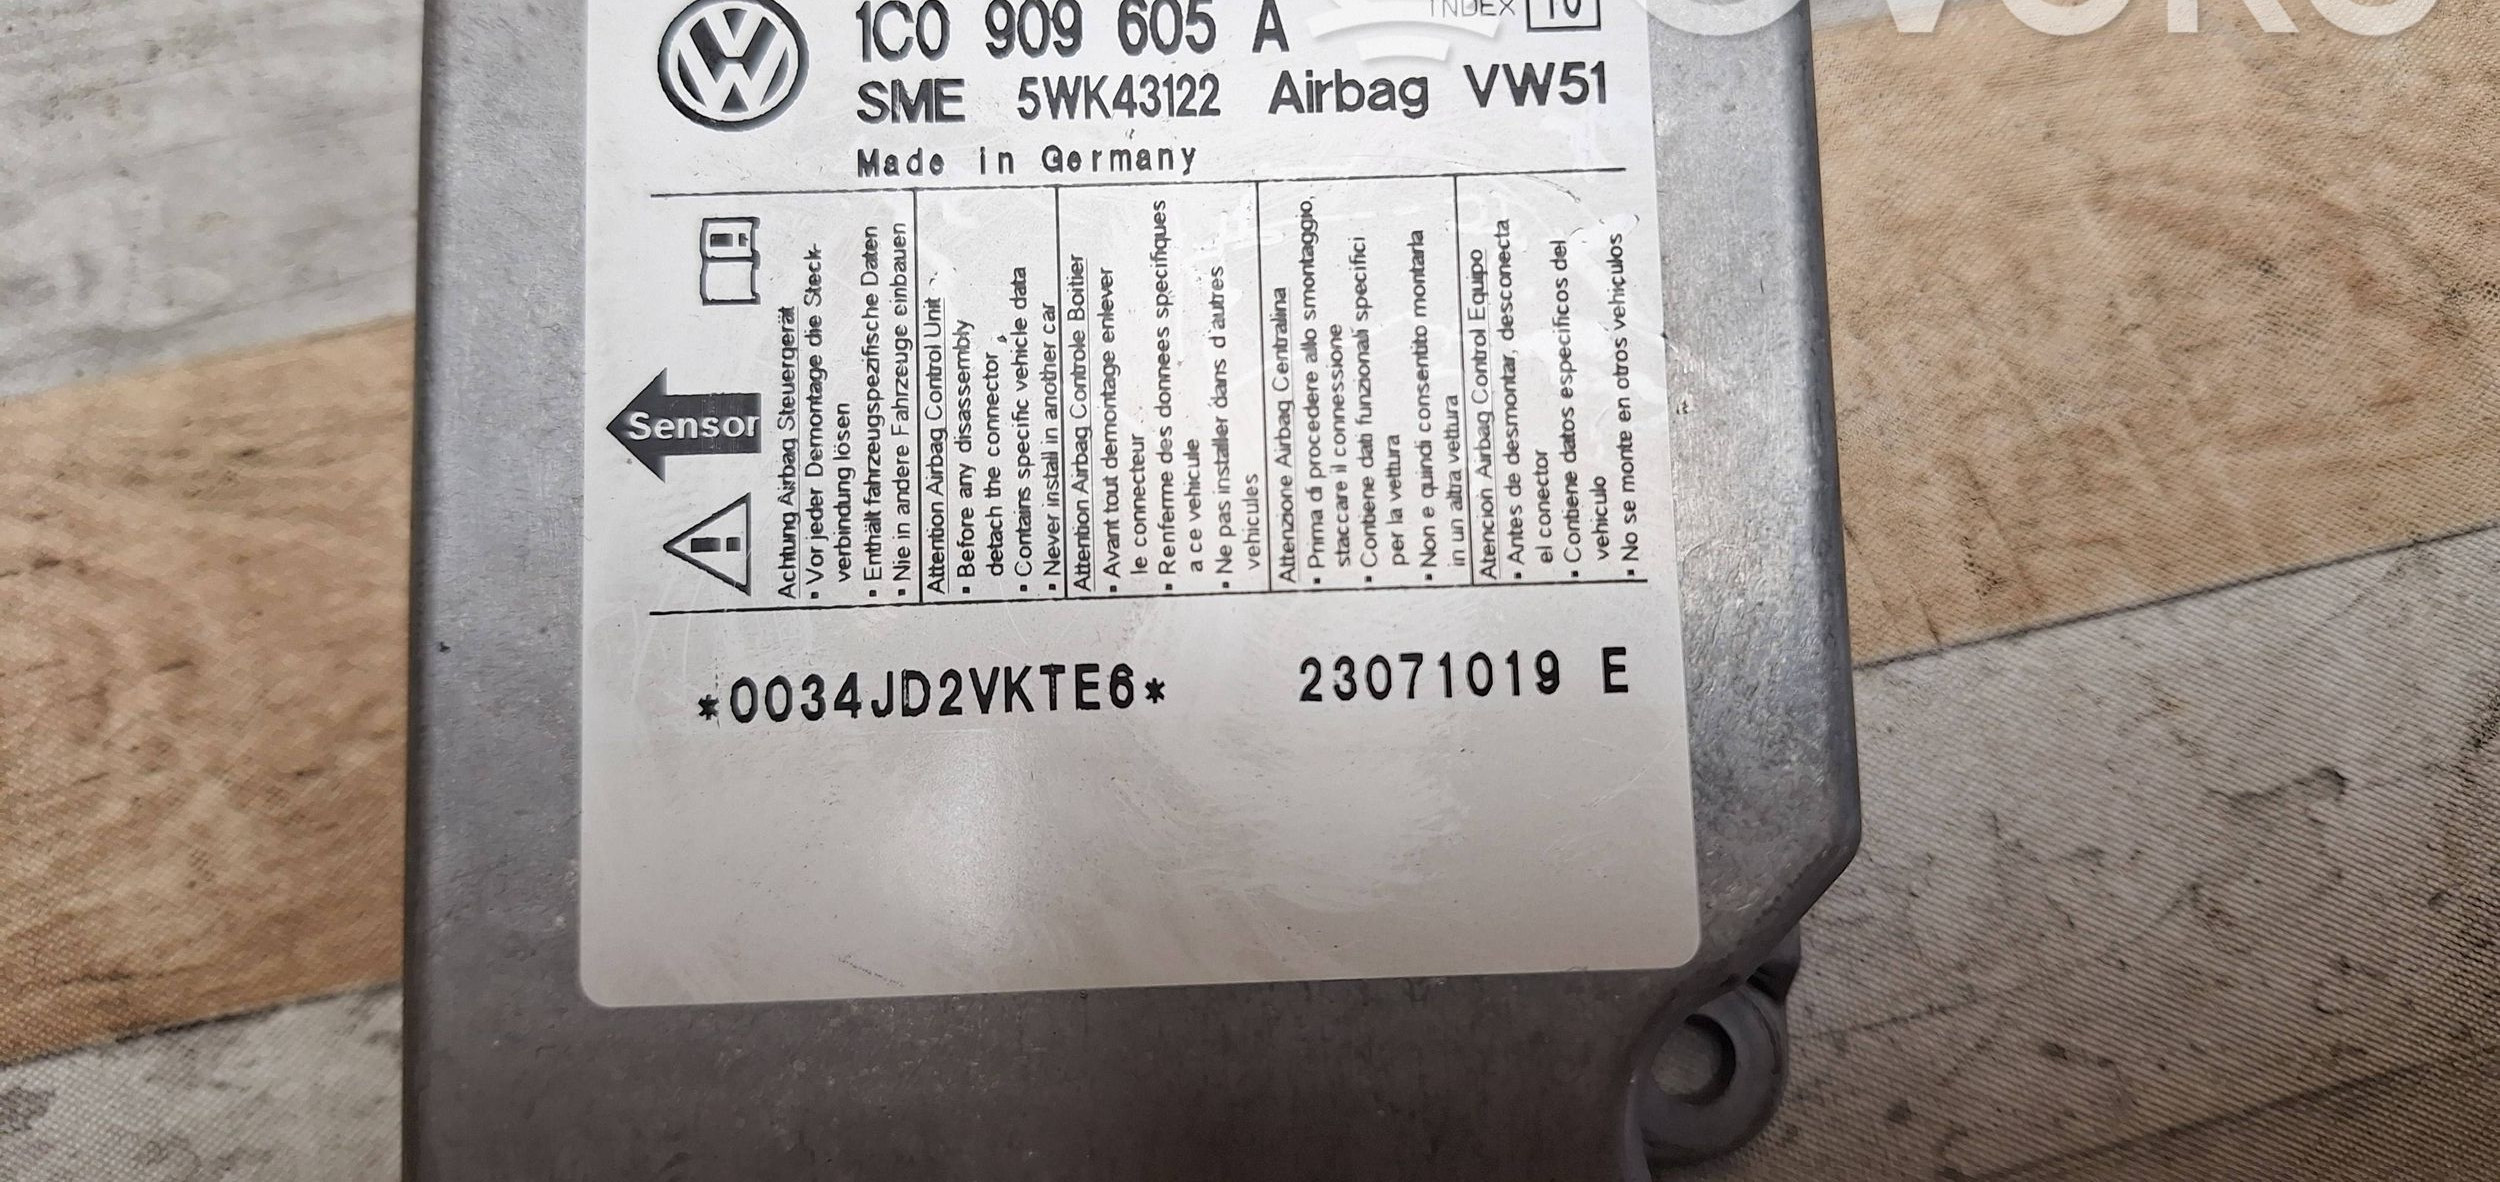 1C0 909 605 A
INDEX 10
SME 5WK43122 Airbag VW51
Made in Germany
Sensor
Achtung Airbag Steuergerät
▪ Vor jeder Demontage die Steck-
verbindung lösen
▪ Enthält fahrzeugspezifische Daten
▪ Nie in andere Fahrzeuge einbauen
Attention Airbag Control Unit
▪ Before any disassembly
detach the connector
▪ Contains specific vehicle data
▪ Never install in another car
Attention Airbag Controle Boitier
▪ Avant tout demontage enlever
le connecteur
▪ Renferme des donnees specifiques
a ce vehicule
▪ Ne pas installer dans d'autres
vehicules
Attenzione Airbag Centralina
▪ Prima di procedere allo smontaggio,
staccare il connessione
▪ Contiene dati funzionali specifici
per la vettura
▪ Non e quindi consentito montarla
in un altra vettura
Atencion Airbag Control Equipo
▪ Antes de desmontar, desconecta
el conector
▪ Contiene datos especificos del
vehiculo
▪ No se monte en otros vehiculos
*0034JD2VKTE6* 23071019 E